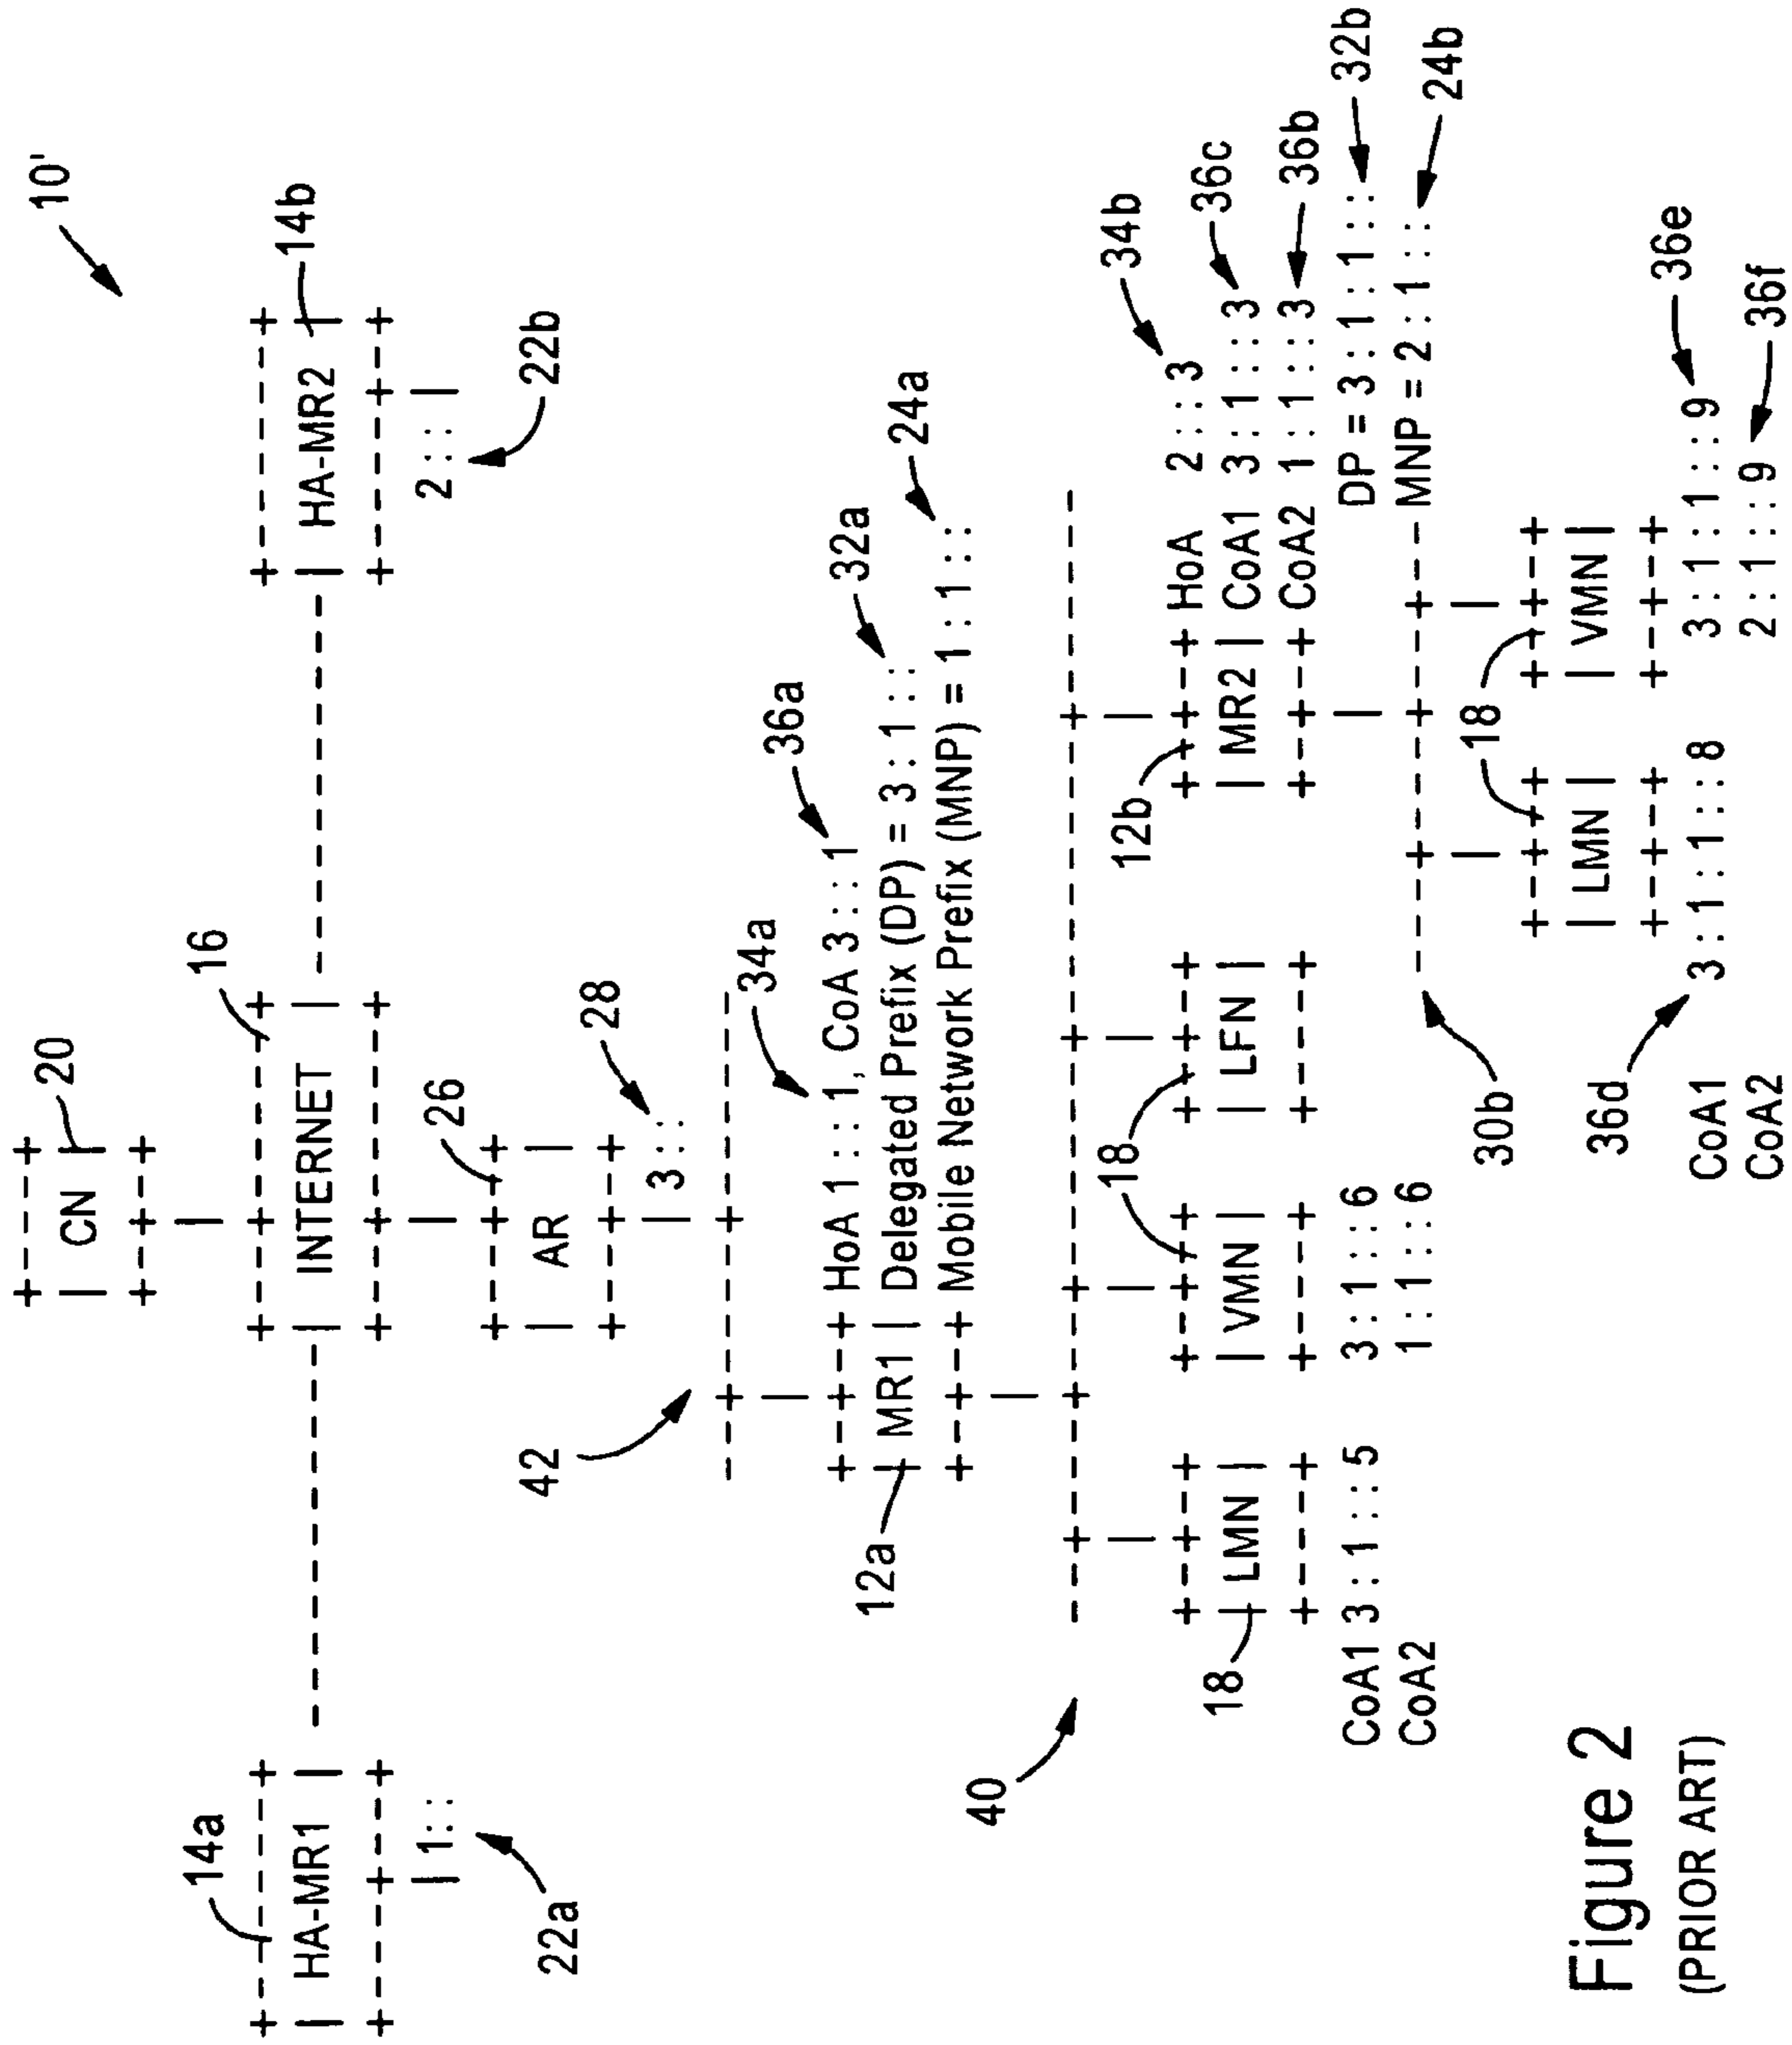 10'
+----+
| CN | 20
+---+-+
|
+-----+ +---+----+ 16 +-----+
14a
| HA-MR1 | ------------ | INTERNET | ------------ | HA-MR2 | 14b
+---+---+ +---+----+ +----+--+
| 1::: | 2::: |
22a 22b
+--+--+ 26
| AR |
+---+-+
42 | 3::: 28
---+------+------
|
34a 36a
+--+--+ HoA 1:::1, CoA 3:::1
12a | MR1 | Delegated Prefix (DP) = 3::1::: 32a
+---+-+ Mobile Network Prefix (MNP) = 1::1::: 24a
|
40 ---+----+----+-------+---------+--------
| | | |
18 12b 34b
+--+--+ +--+--+ +--+--+ +--+--+ HoA 2:::3
18 | LMN | | VMN | | LFN | | MR2 | CoA1 3::1:::3 36c
+----+ +----+ +----+ +--+--+ CoA2 1::1:::3 36b
CoA1 3::1:::5 3::1:::6 | DP = 3::1::1::: 32b
CoA2 1::1:::6
30b ----+-----+----+--- MNP = 2::1::: 24b
| |
18
+--+--+ +-+--+
| LMN | | VMN |
+---+ +---+
36d
CoA1 3::1::1:::8 3::1::1:::9 36e
CoA2 2::1:::9 36f
Figure 2
(PRIOR ART)